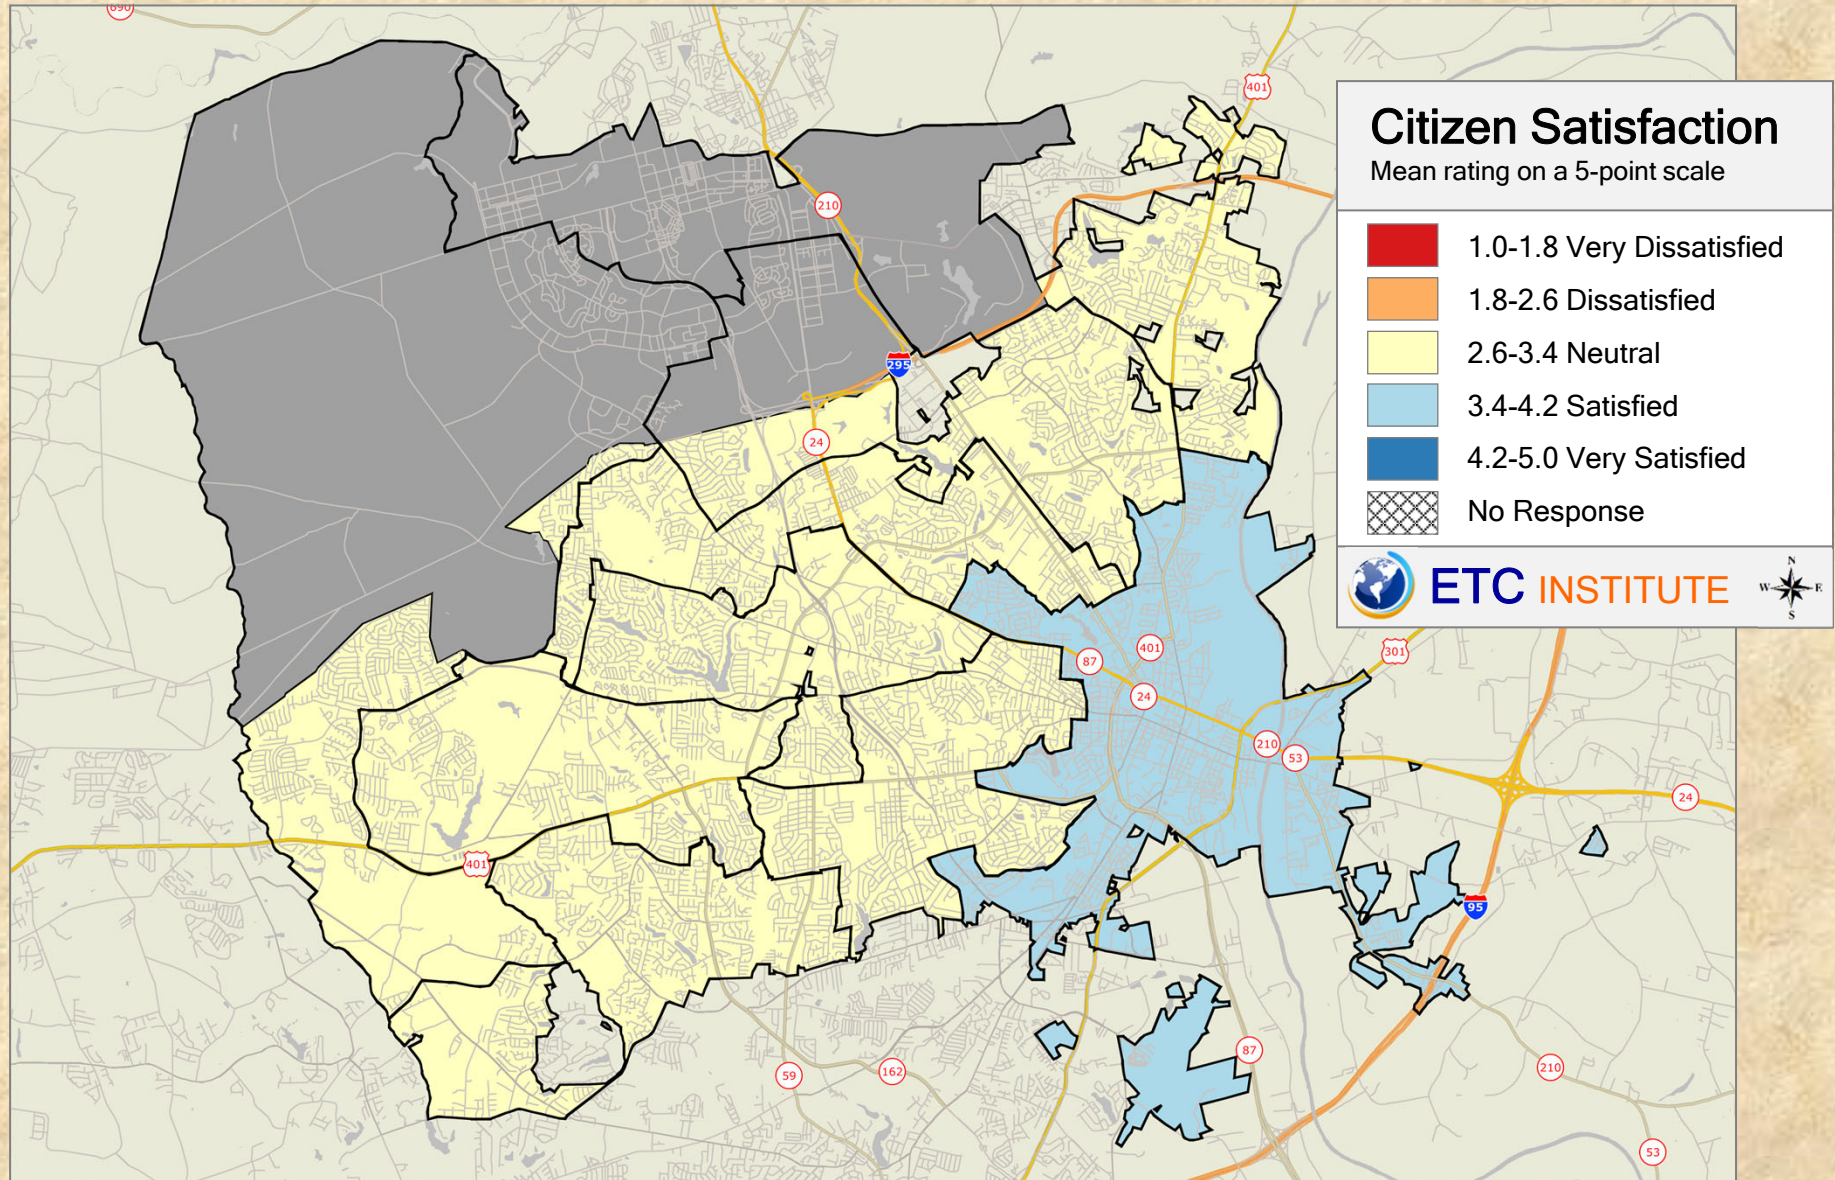 690
401
Citizen Satisfaction
Mean rating on a 5-point scale
210
1.0-1.8 Very Dissatisfied
1.8-2.6 Dissatisfied
2.6-3.4 Neutral
295
3.4-4.2 Satisfied
24
4.2-5.0 Very Satisfied
No Response
ETC INSTITUTE
N
W E
S
401
301
87
24
210
53
24
401
95
87
210
59
162
53